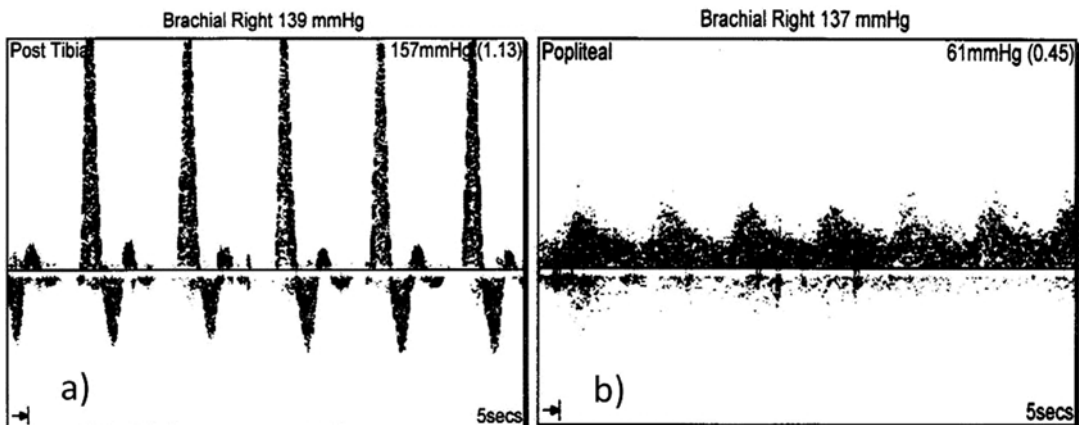 Brachial Right 139 mmHg
Post Tibial 157mmHg (1.13)
a)
5secs
Brachial Right 137 mmHg
Popliteal 61mmHg (0.45)
b)
5secs